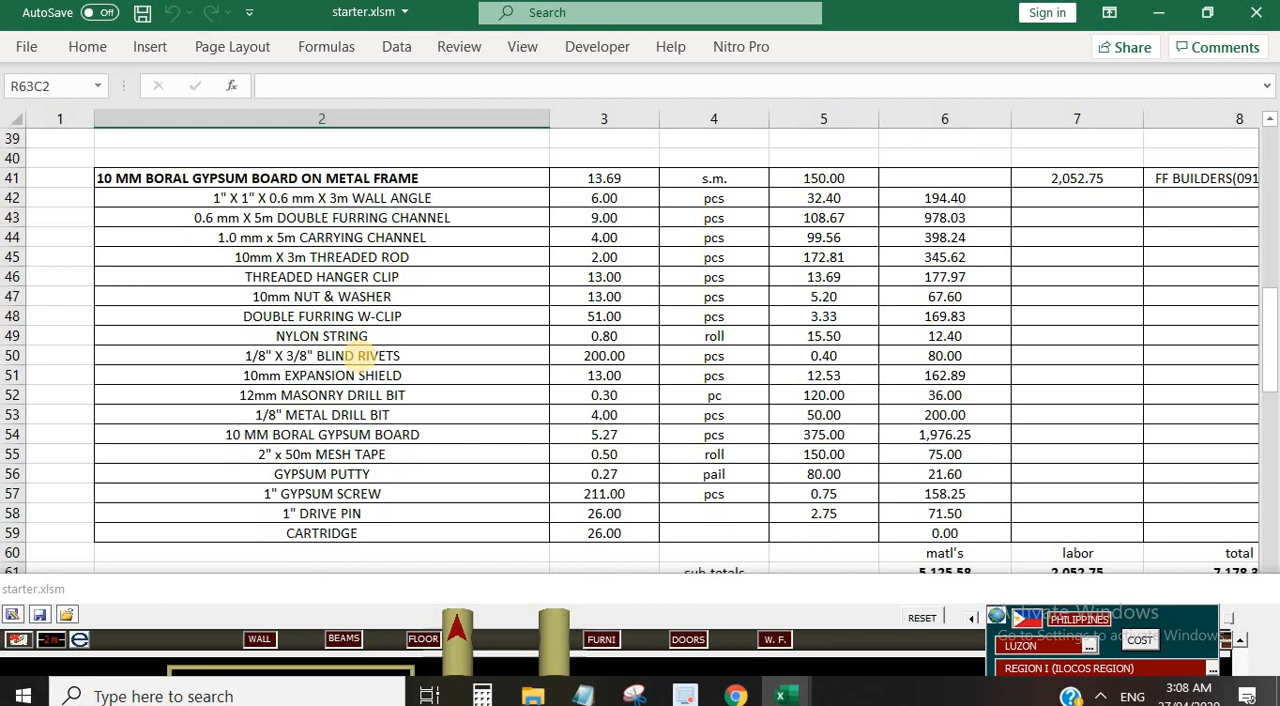 AutoSave Off starter.xlsm Search Sign in
File Home Insert Page Layout Formulas Data Review View Developer Help Nitro Pro Share Comments
R63C2 fx
1 2 3 4 5 6 7 8
39
40
41 10 MM BORAL GYPSUM BOARD ON METAL FRAME 13.69 s.m. 150.00 2,052.75 FF BUILDERS(091
42 1" X 1" X 0.6 mm X 3m WALL ANGLE 6.00 pcs 32.40 194.40
43 0.6 mm X 5m DOUBLE FURRING CHANNEL 9.00 pcs 108.67 978.03
44 1.0 mm x 5m CARRYING CHANNEL 4.00 pcs 99.56 398.24
45 10mm X 3m THREADED ROD 2.00 pcs 172.81 345.62
46 THREADED HANGER CLIP 13.00 pcs 13.69 177.97
47 10mm NUT & WASHER 13.00 pcs 5.20 67.60
48 DOUBLE FURRING W-CLIP 51.00 pcs 3.33 169.83
49 NYLON STRING 0.80 roll 15.50 12.40
50 1/8" X 3/8" BLIND RIVETS 200.00 pcs 0.40 80.00
51 10mm EXPANSION SHIELD 13.00 pcs 12.53 162.89
52 12mm MASONRY DRILL BIT 0.30 pc 120.00 36.00
53 1/8" METAL DRILL BIT 4.00 pcs 50.00 200.00
54 10 MM BORAL GYPSUM BOARD 5.27 pcs 375.00 1,976.25
55 2" x 50m MESH TAPE 0.50 roll 150.00 75.00
56 GYPSUM PUTTY 0.27 pail 80.00 21.60
57 1" GYPSUM SCREW 211.00 pcs 0.75 158.25
58 1" DRIVE PIN 26.00 2.75 71.50
59 CARTRIDGE 26.00 0.00
60 matl's labor total
61 sub-totals 5,125.58 2,052.75 7,178.3
starter.xlsm
RESET PHILIPPINES
Activate Windows
Go to Settings to activate Windows.
WALL BEAMS FLOOR FURNI DOORS W. F. LUZON ... COST
REGION I (ILOCOS REGION) ...
Type here to search ENG 3:08 AM
27/04/2020